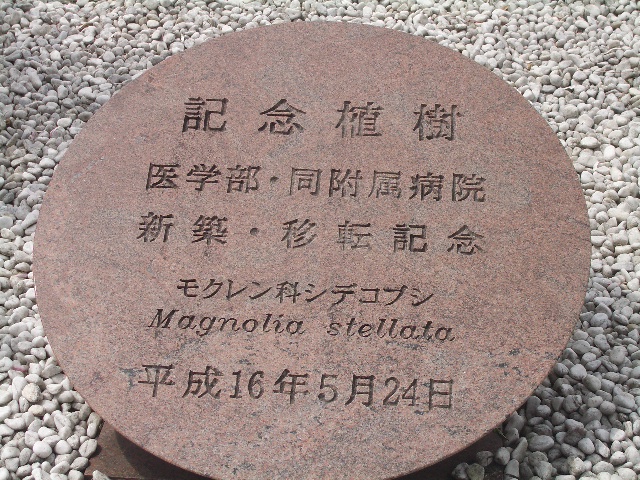 記念植樹
医学部・同附属病院
新築・移転記念
モクレン科シデコブシ
Magnolia stellata
平成16年5月24日